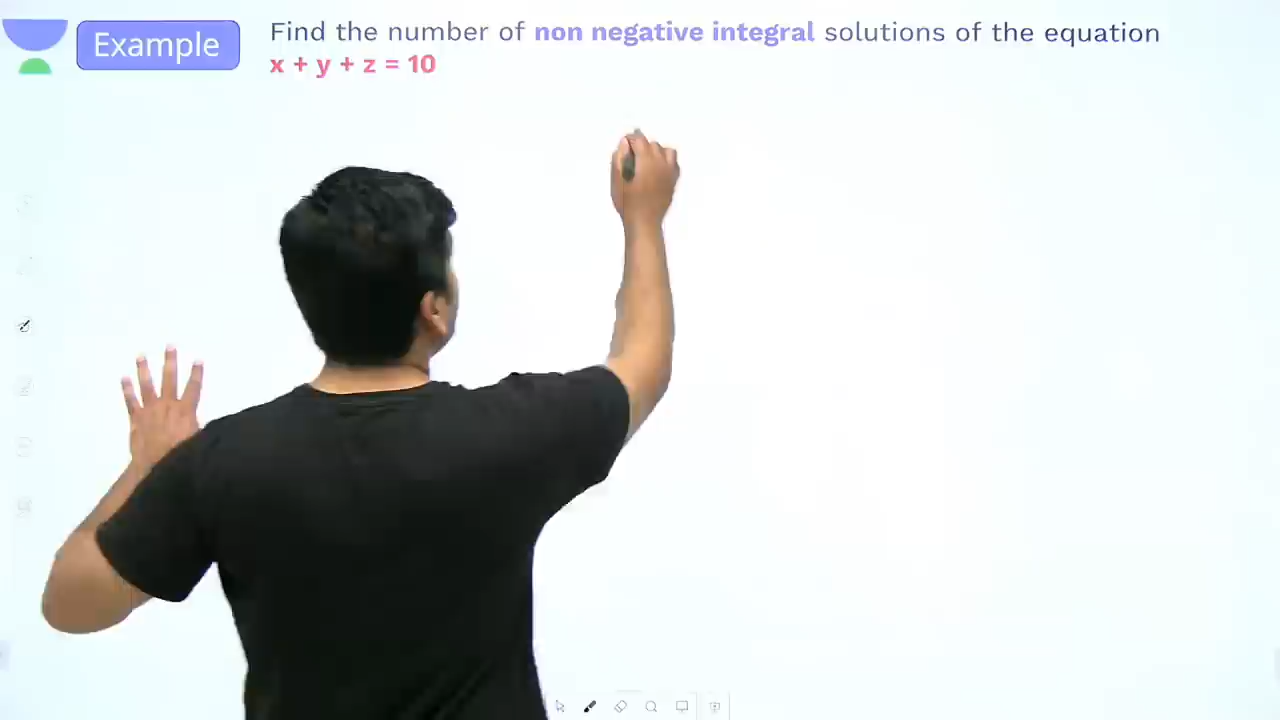 Example
Find the number of non negative integral solutions of the equation
x + y + z = 10